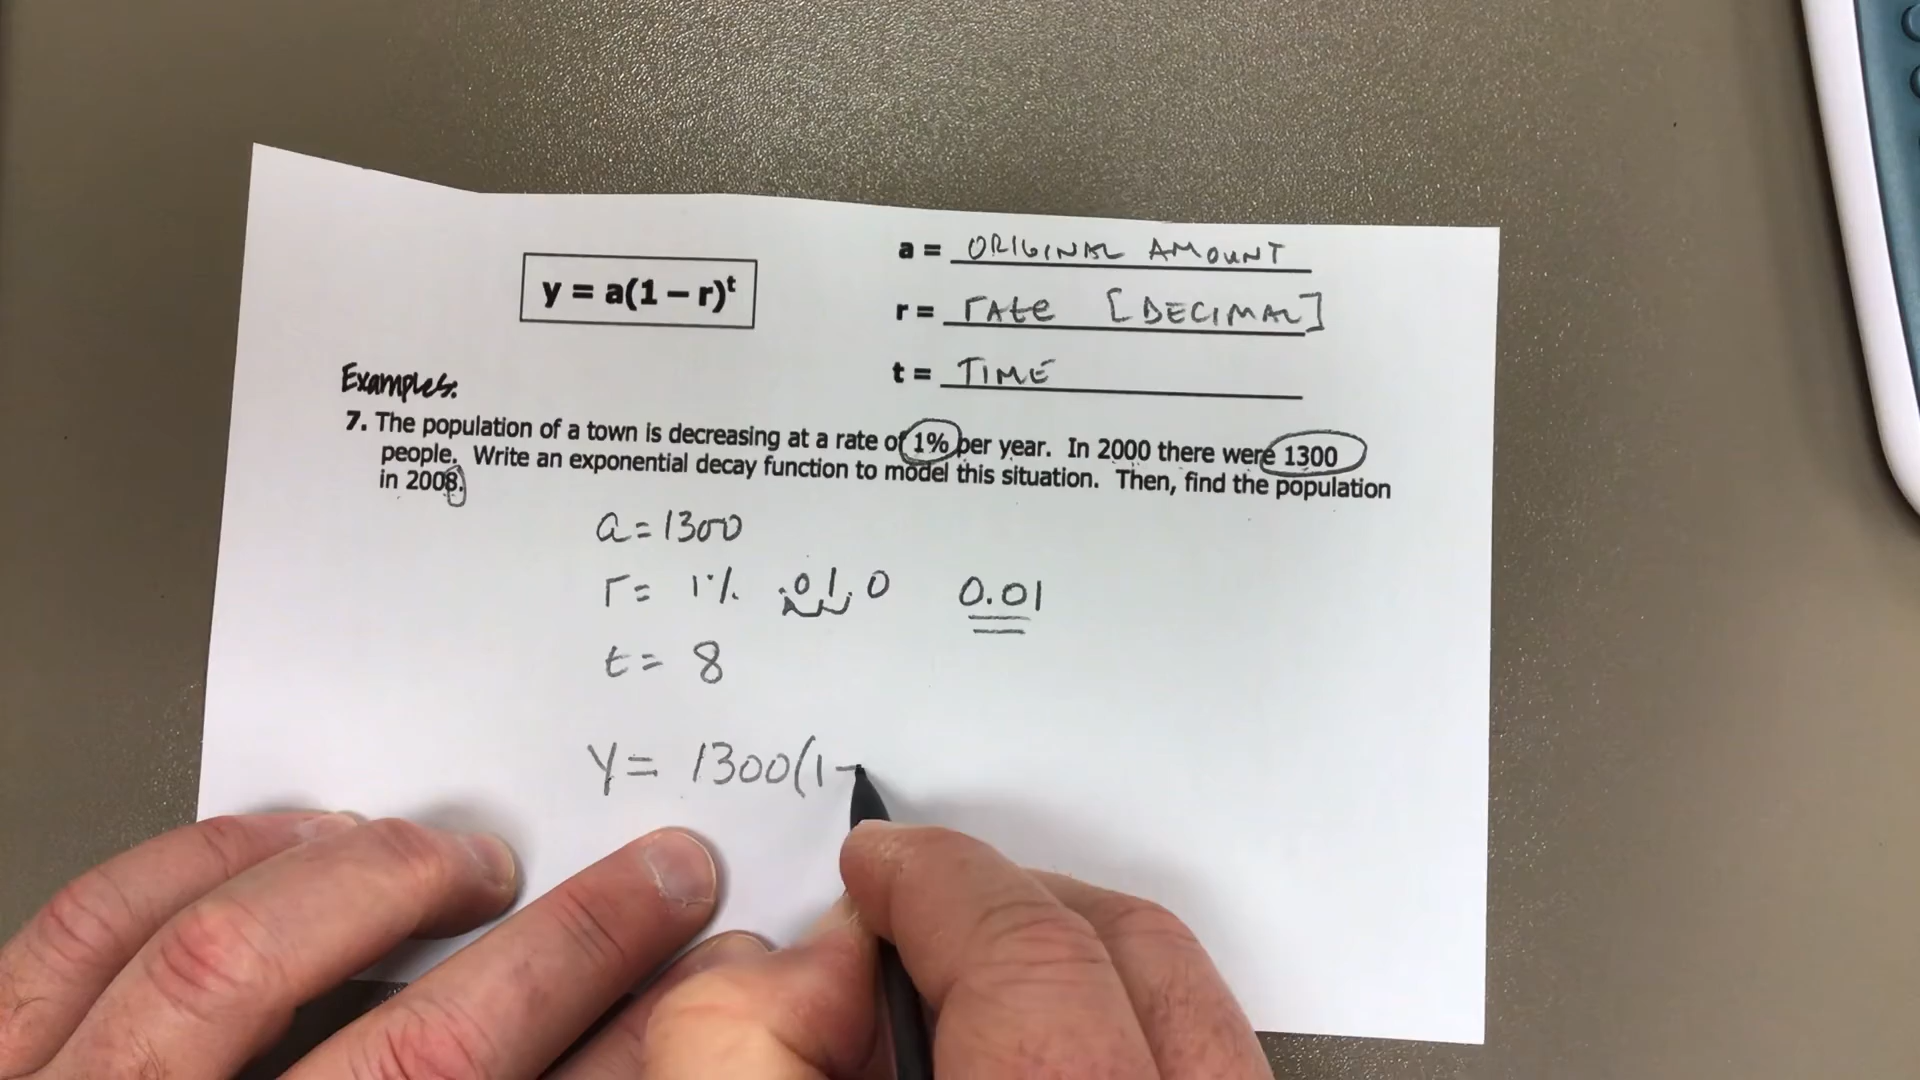 y = a(1 – r)ᵗ
a = ORIGINAL AMOUNT
r = rAte [DECIMAL]
t = TIME
Examples:
7. The population of a town is decreasing at a rate of 1% per year. In 2000 there were 1300
people. Write an exponential decay function to model this situation. Then, find the population
in 2008.
a = 1300
r = 1% .01.0 0.01
t = 8
y = 1300(1 -